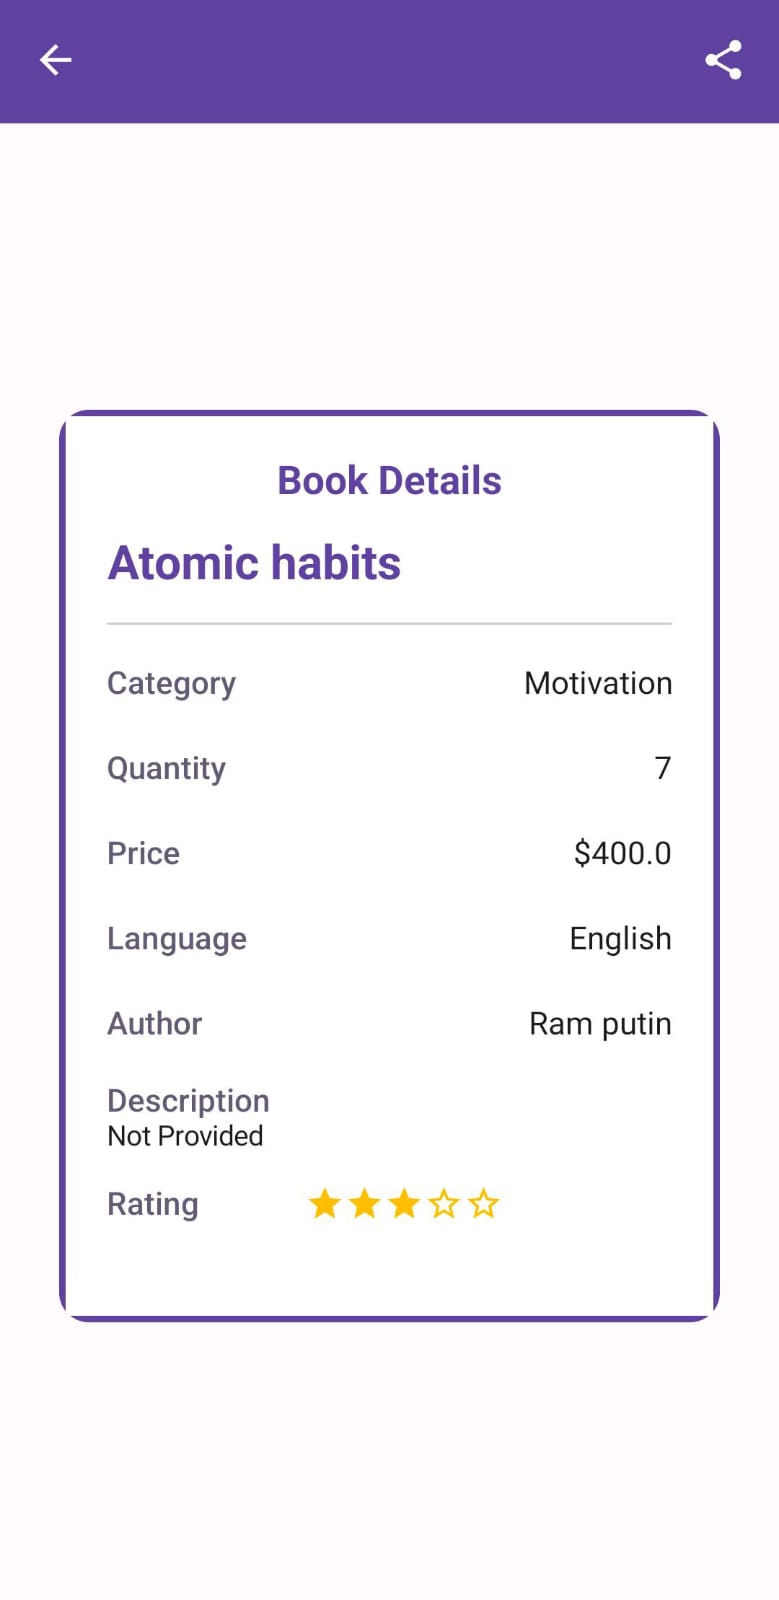 Book Details
Atomic habits
Category Motivation
Quantity 7
Price $400.0
Language English
Author Ram putin
Description
Not Provided
Rating